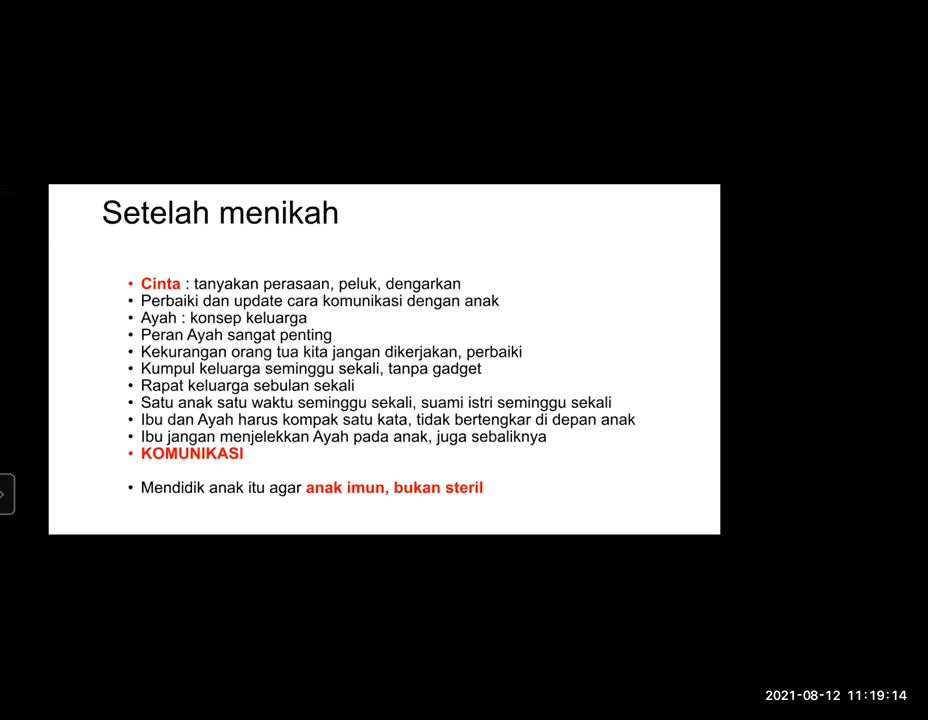 Setelah menikah
• Cinta : tanyakan perasaan, peluk, dengarkan
• Perbaiki dan update cara komunikasi dengan anak
• Ayah : konsep keluarga
• Peran Ayah sangat penting
• Kekurangan orang tua kita jangan dikerjakan, perbaiki
• Kumpul keluarga seminggu sekali, tanpa gadget
• Rapat keluarga sebulan sekali
• Satu anak satu waktu seminggu sekali, suami istri seminggu sekali
• Ibu dan Ayah harus kompak satu kata, tidak bertengkar di depan anak
• Ibu jangan menjelekkan Ayah pada anak, juga sebaliknya
• KOMUNIKASI
• Mendidik anak itu agar anak imun, bukan steril
2021-08-12 11:19:14